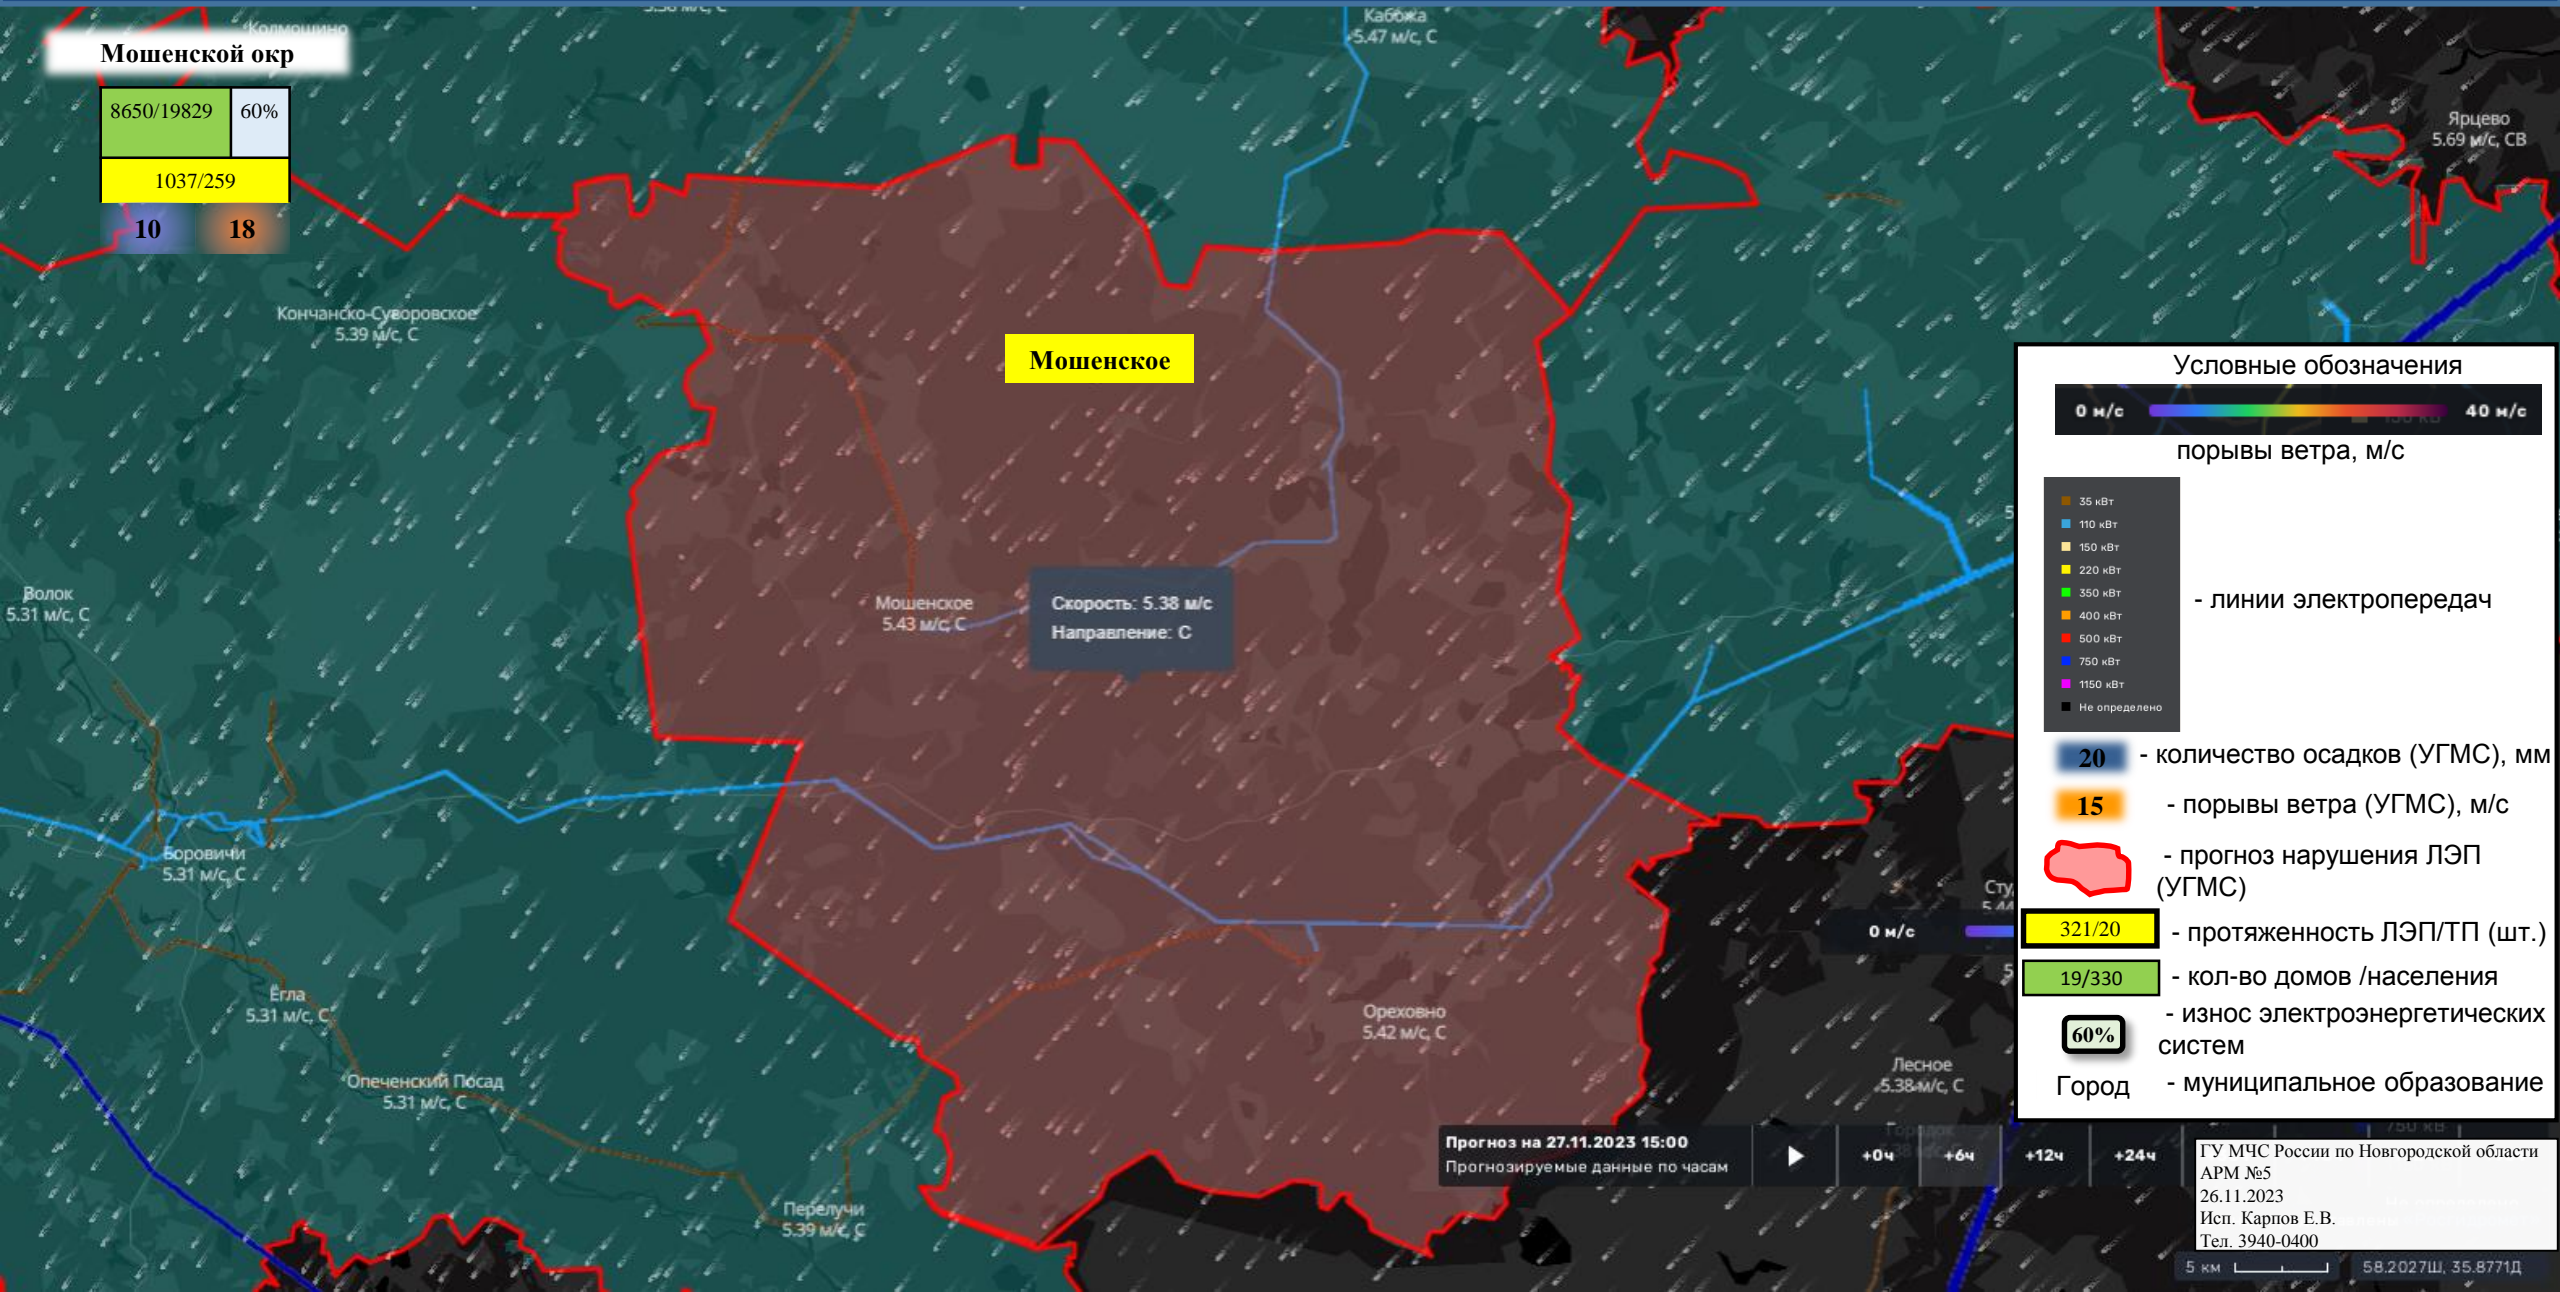 Колмошино
5.38 м/с, С
Кабожа
5.47 м/с, С
Мошенской окр
8650/19829
60%
1037/259
10
18
Ярцево
5.69 м/с, СВ
Кончанско-Суворовское
5.39 м/с, С
Мошенское
Волок
5.31 м/с, С
Мошенское
5.43 м/с, С
Скорость: 5.38 м/с
Направление: С
Боровичи
5.31 м/с, С
Ёгла
5.31 м/с, С
Опеченский Посад
5.31 м/с, С
Перелучи
5.39 м/с, С
Ореховно
5.42 м/с, С
Лесное
5.38 м/с, С
0 м/с
Условные обозначения
0 м/с
40 м/с
порывы ветра, м/с
35 кВт
110 кВт
150 кВт
220 кВт
350 кВт
400 кВт
500 кВт
750 кВт
1150 кВт
Не определено
- линии электропередач
20
- количество осадков (УГМС), мм
15
- порывы ветра (УГМС), м/с
- прогноз нарушения ЛЭП
(УГМС)
321/20
- протяженность ЛЭП/ТП (шт.)
19/330
- кол-во домов /населения
60%
- износ электроэнергетических
систем
Город
- муниципальное образование
Прогноз на 27.11.2023 15:00
Прогнозируемые данные по часам
+0ч
+6ч
+12ч
+24ч
750 кВ
ГУ МЧС России по Новгородской области
АРМ №5
26.11.2023
Исп. Карпов Е.В.
Тел. 3940-0400
5 км
58.2027Ш, 35.8771Д